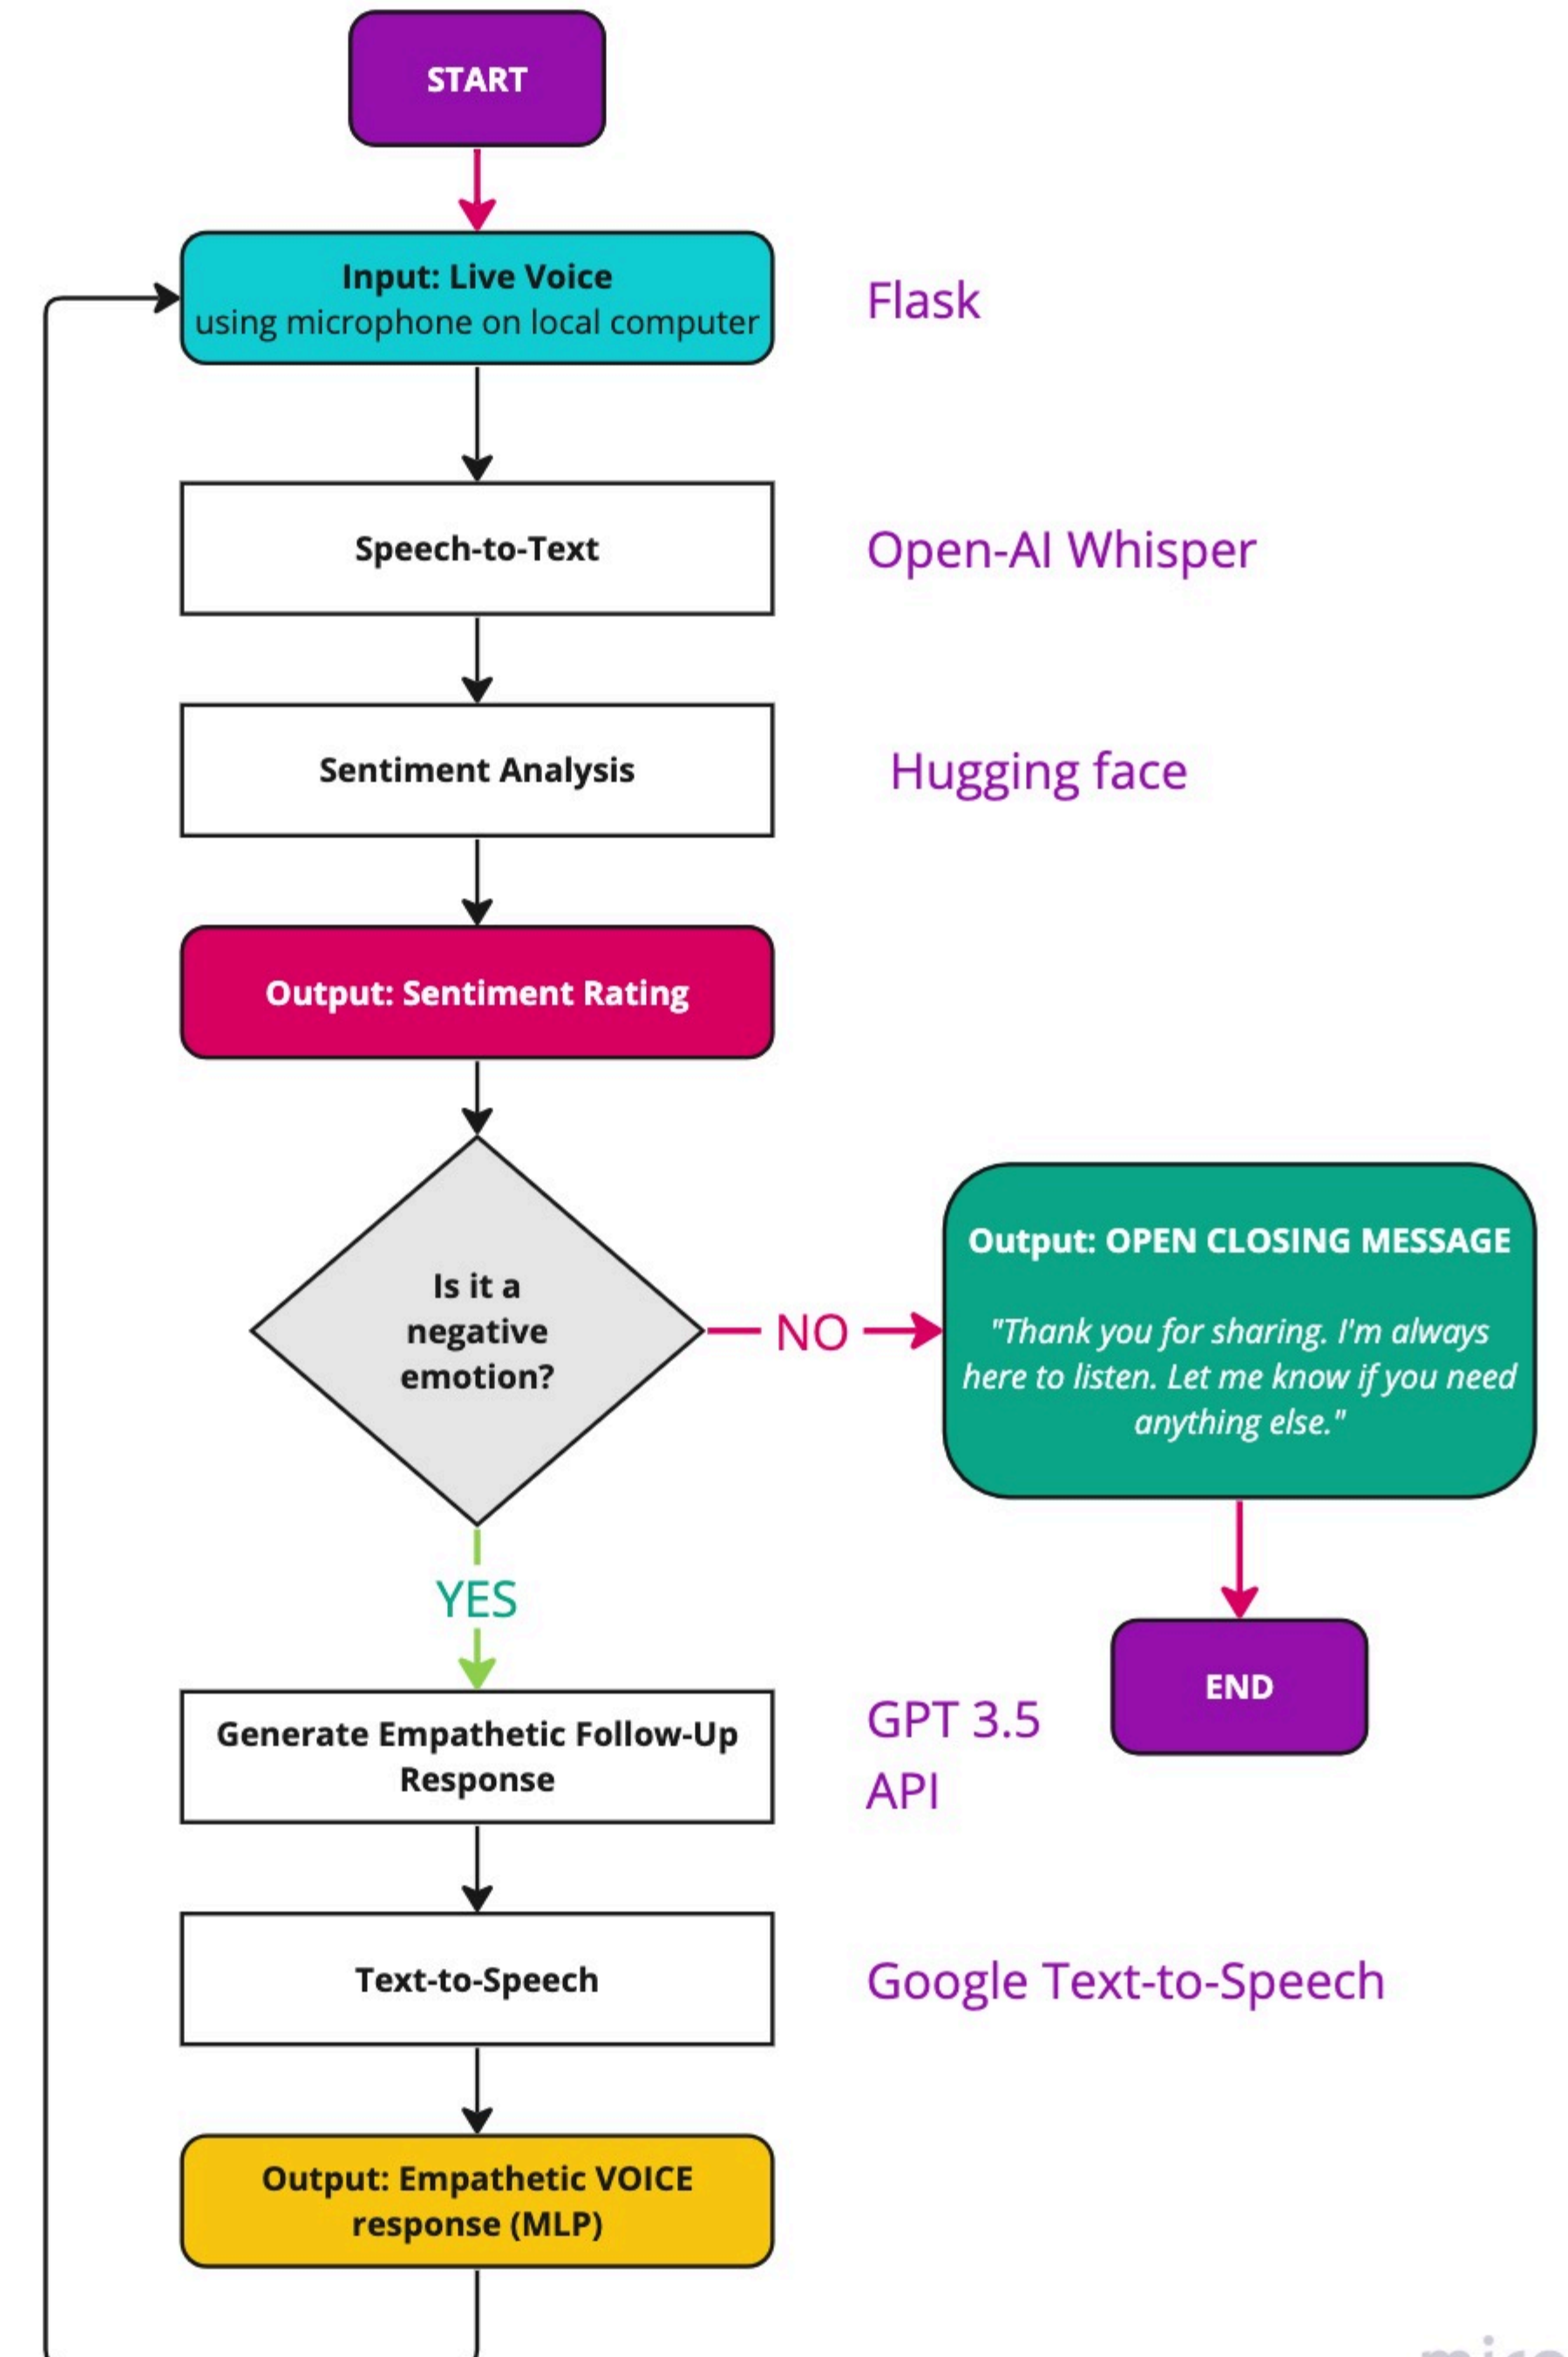 START
Input: Live Voice
using microphone on local computer
Flask
Speech-to-Text
Open-AI Whisper
Sentiment Analysis
Hugging face
Output: Sentiment Rating
Is it a
negative
emotion?
NO
Output: OPEN CLOSING MESSAGE
"Thank you for sharing. I'm always
here to listen. Let me know if you need
anything else."
YES
END
Generate Empathetic Follow-Up
Response
GPT 3.5
API
Text-to-Speech
Google Text-to-Speech
Output: Empathetic VOICE
response (MLP)